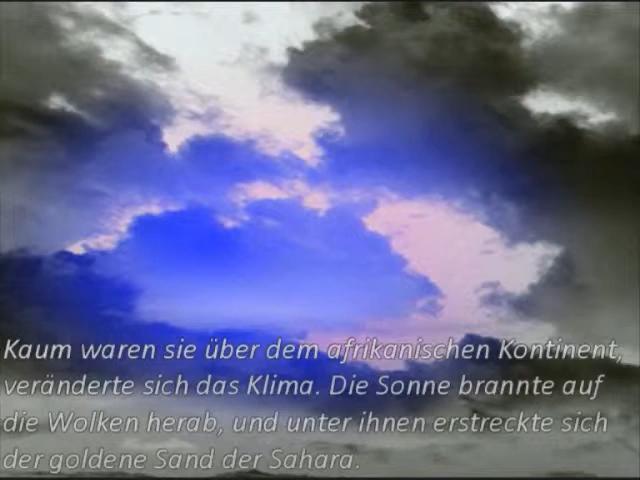 Kaum waren sie über dem afrikanischen Kontinent,
veränderte sich das Klima. Die Sonne brannte auf
die Wolken herab, und unter ihnen erstreckte sich
der goldene Sand der Sahara.